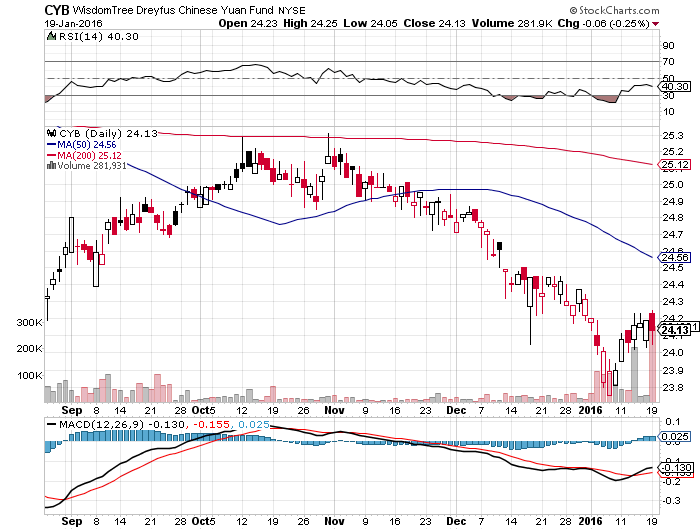 CYB WisdomTree Dreyfus Chinese Yuan Fund NYSE © StockCharts.com
19-Jan-2016 Open 24.23 High 24.25 Low 24.05 Close 24.13 Volume 281.9K Chg -0.06 (-0.25%)
RSI(14) 40.30
90
70
50
40.30
30
10
CYB (Daily) 24.13
MA(50) 24.56
MA(200) 25.12
Volume 281,931
25.3
25.2
25.12
25.0
24.9
24.8
24.7
24.56
24.5
24.4
24.3
24.2
24.13
24.0
23.9
23.8
300K
200K
100K
Sep 8 14 21 28 Oct 5 12 19 26 Nov 9 16 23 Dec 7 14 21 28 2016 11 19
MACD(12,26,9) -0.130, -0.155, 0.025
0.1
0.025
-0.1
-0.130
-0.2
-0.3
Sep 8 14 21 28 Oct 5 12 19 26 Nov 9 16 23 Dec 7 14 21 28 2016 11 19